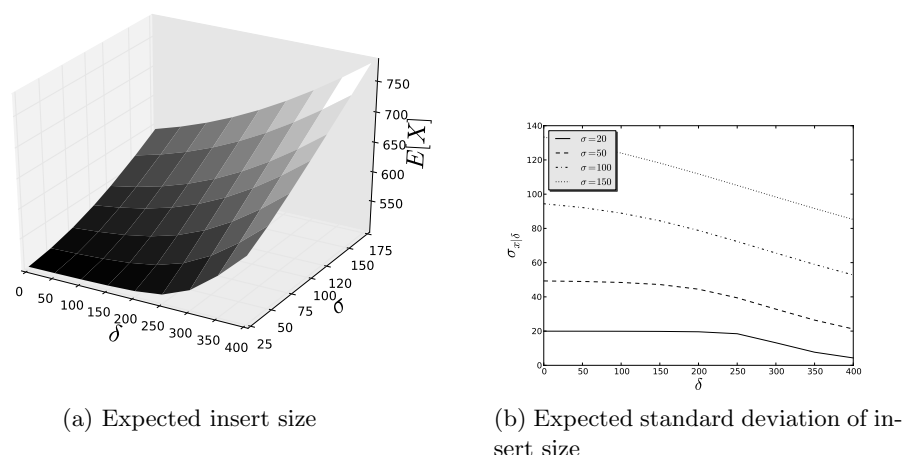 750
700
650
600
550
E[X]
0
50
100
150
200
250
300
350
400
δ
25
50
75
100
120
150
175
σ
(a) Expected insert size
140
120
100
80
60
40
20
0
σx|δ
σ=20
σ=50
σ=100
σ=150
0 50 100 150 200 250 300 350 400
δ
(b) Expected standard deviation of in-
sert size